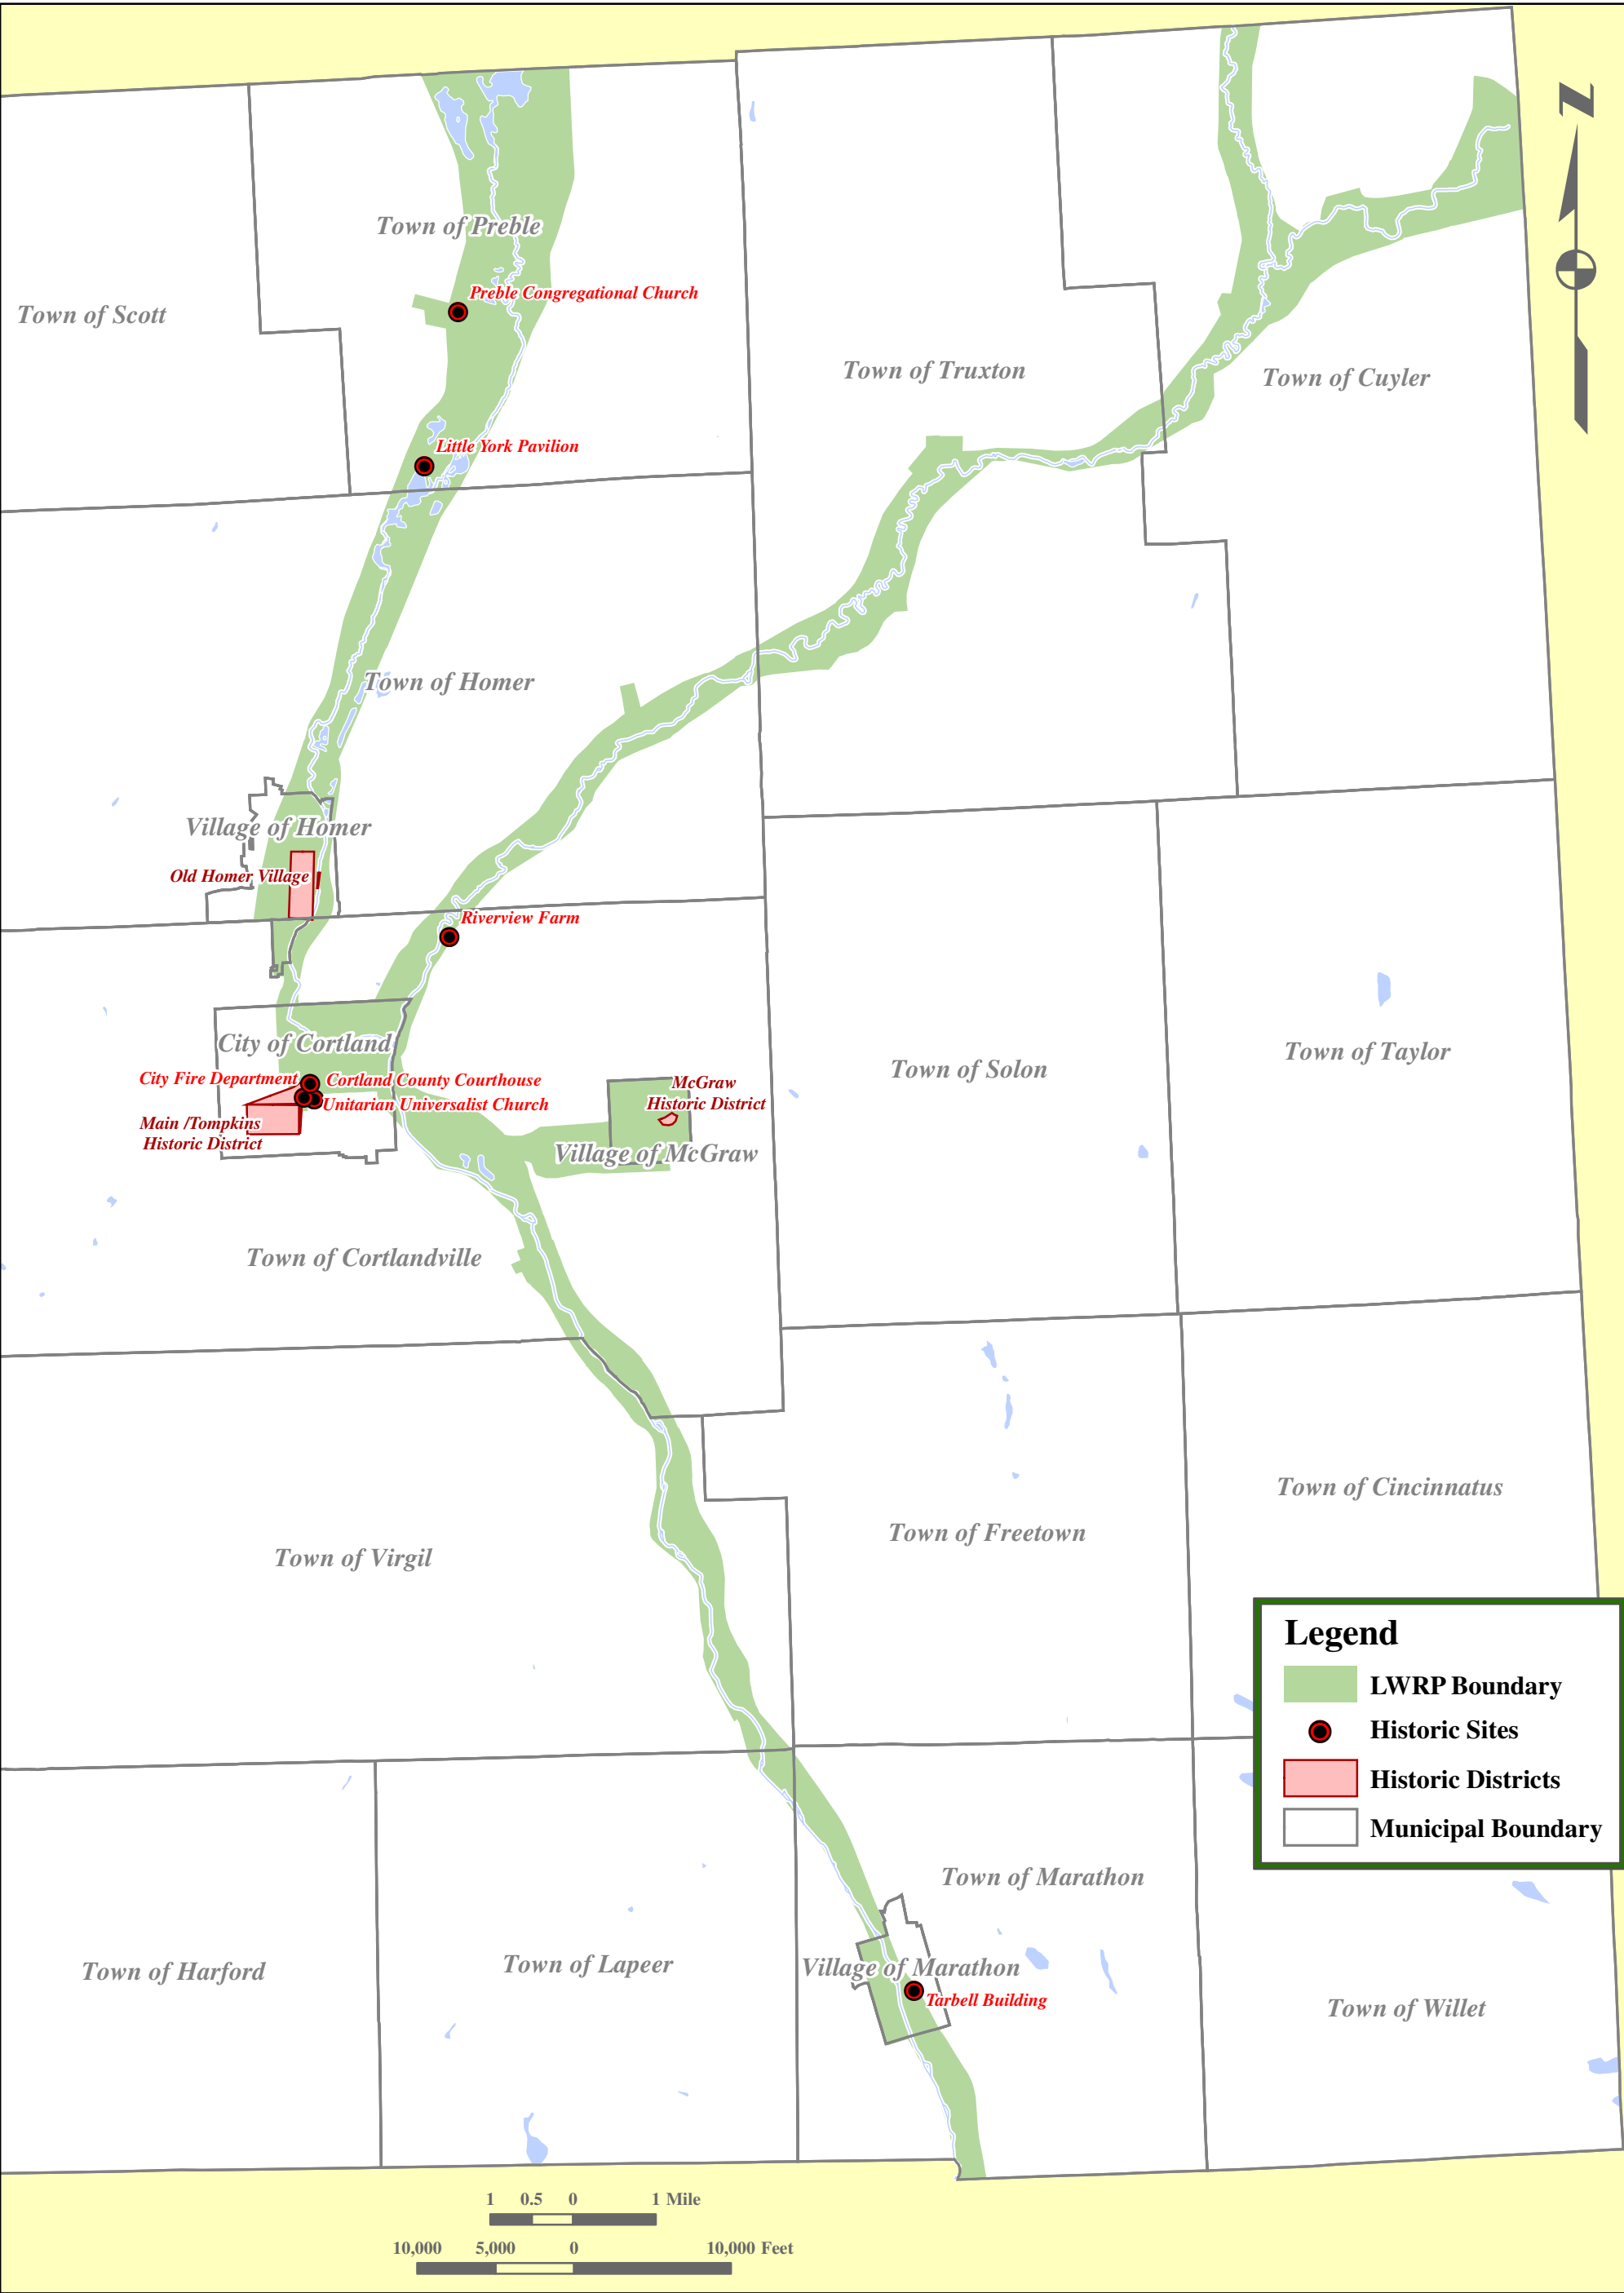 N
Town of Preble
Preble Congregational Church
Town of Scott
Town of Truxton
Town of Cuyler
Little York Pavilion
Town of Homer
Village of Homer
Old Homer Village
Riverview Farm
City of Cortland
City Fire Department
Cortland County Courthouse
Unitarian Universalist Church
Main /Tompkins
Historic District
McGraw
Historic District
Village of McGraw
Town of Solon
Town of Taylor
Town of Cortlandville
Town of Virgil
Town of Freetown
Town of Cincinnatus
Legend
LWRP Boundary
Historic Sites
Historic Districts
Municipal Boundary
Town of Marathon
Town of Harford
Town of Lapeer
Village of Marathon
Tarbell Building
Town of Willet
1 0.5 0 1 Mile
10,000 5,000 0 10,000 Feet